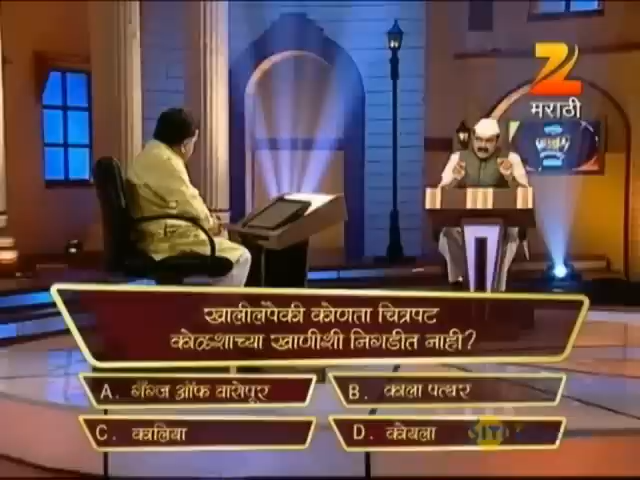 मराठी
खालीलपैकी कोणता चित्रपट
कोळशाच्या खाणीशी निगडीत नाही?
A. गँग्ज ऑफ वासेपूर
B. काला पत्थर
C. कालिया
D. कोयला